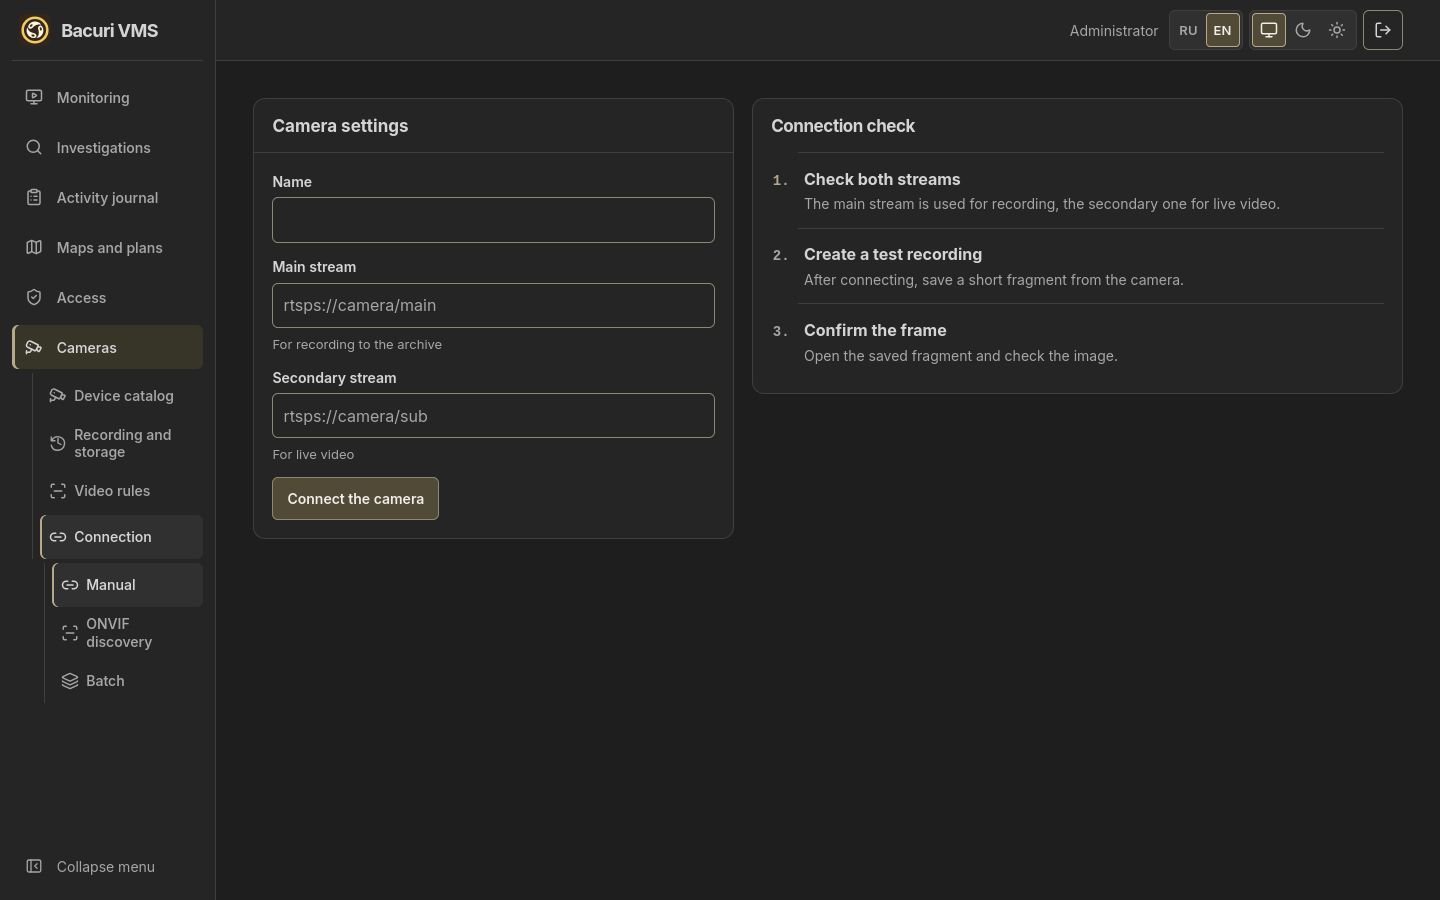 Bacuri VMS
Administrator
RU
EN
Monitoring
Investigations
Activity journal
Maps and plans
Access
Cameras
Device catalog
Recording and
storage
Video rules
Connection
Manual
ONVIF
discovery
Batch
Collapse menu
Camera settings
Name
Main stream
rtsps://camera/main
For recording to the archive
Secondary stream
rtsps://camera/sub
For live video
Connect the camera
Connection check
1. Check both streams
The main stream is used for recording, the secondary one for live video.
2. Create a test recording
After connecting, save a short fragment from the camera.
3. Confirm the frame
Open the saved fragment and check the image.